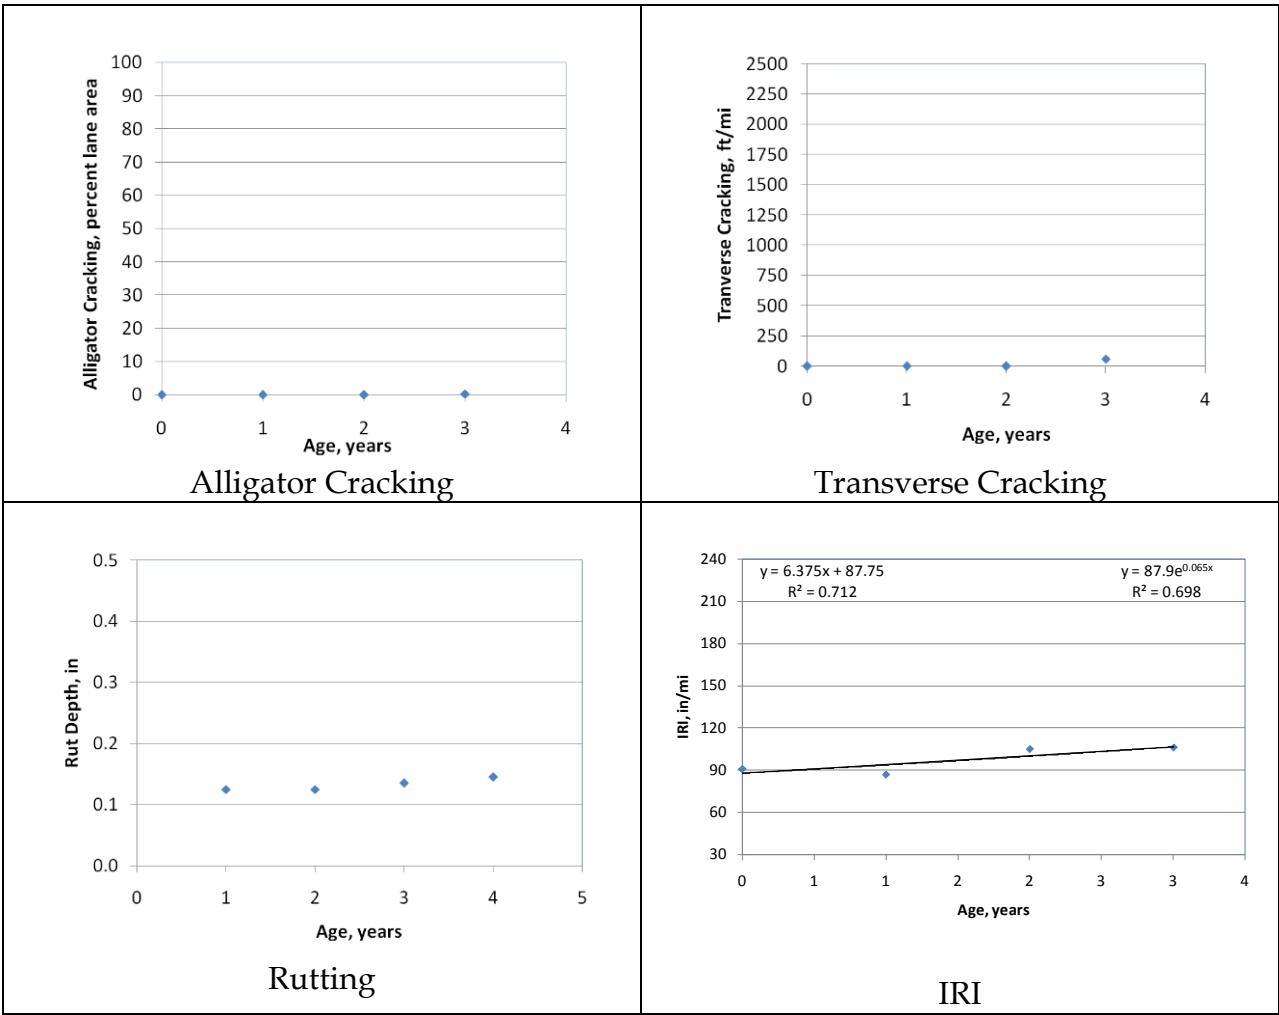 Alligator Cracking, percent lane area
100
90
80
70
60
50
40
30
20
10
0
0 1 2 3 4
Age, years
Alligator Cracking
Tranverse Cracking, ft/mi
2500
2250
2000
1750
1500
1250
1000
750
500
250
0
0 1 2 3 4
Age, years
Transverse Cracking
Rut Depth, in
0.5
0.4
0.3
0.2
0.1
0.0
0 1 2 3 4 5
Age, years
Rutting
IRI, in/mi
240
210
180
150
120
90
60
30
y = 6.375x + 87.75
R² = 0.712
y = 87.9e^0.065x
R² = 0.698
0 1 1 2 2 3 3 4
Age, years
IRI